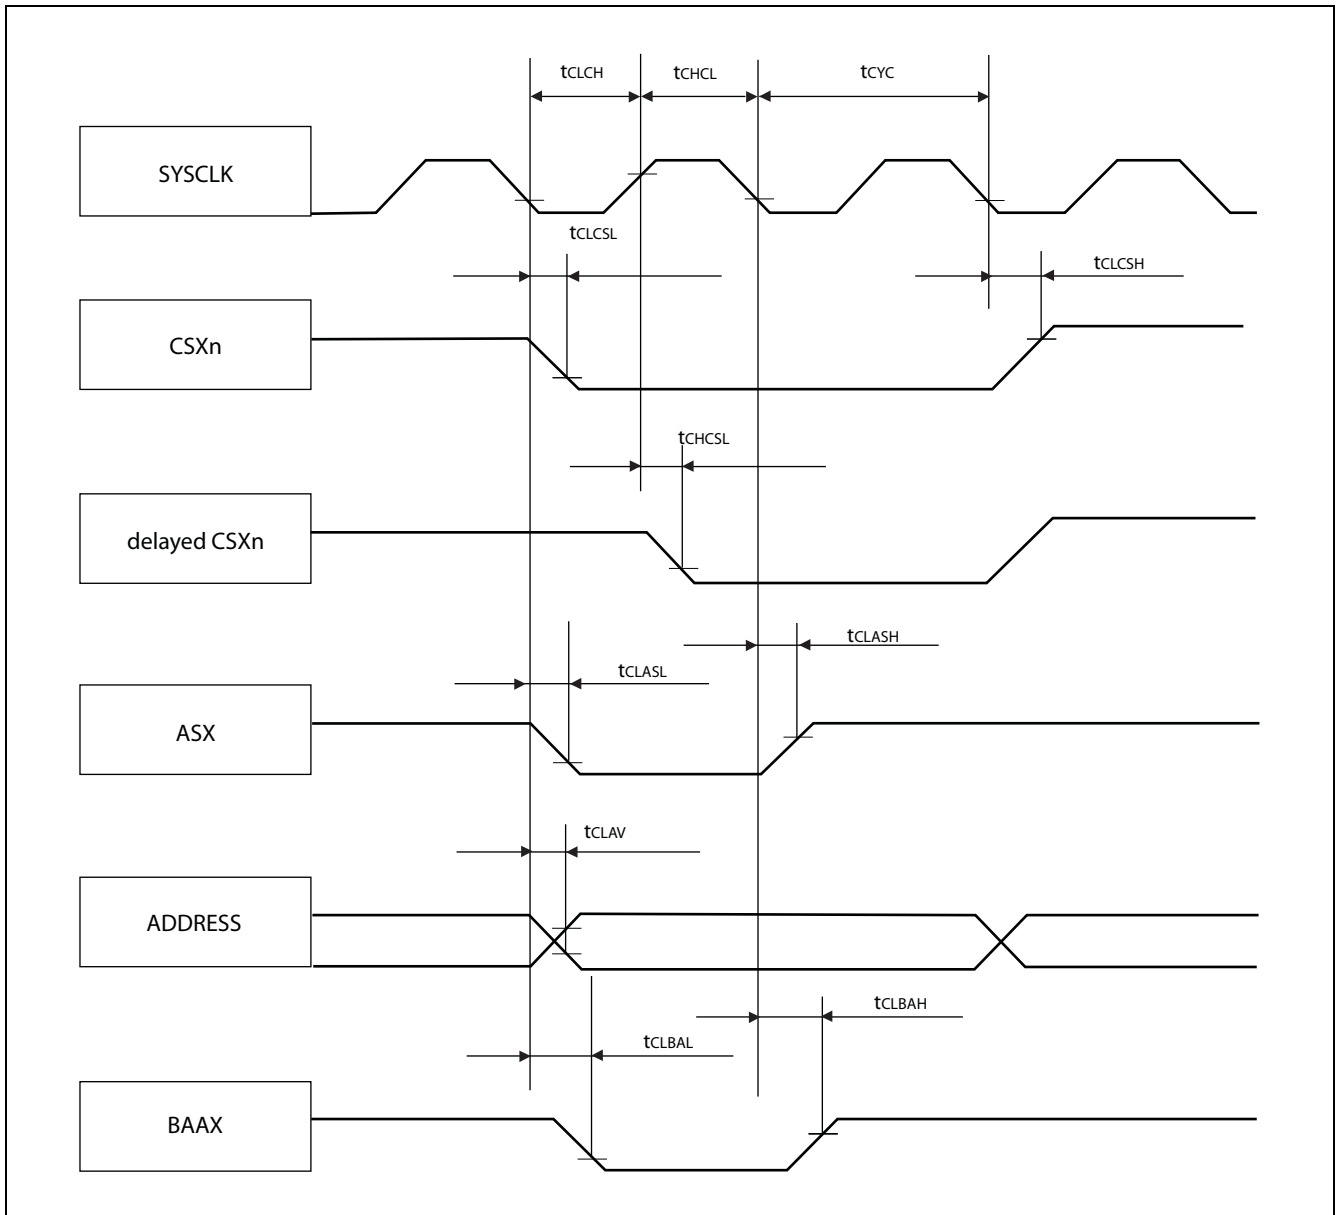 tCLCH tCHCL tCYC
SYSCLK
tCLCSL
tCLCSH
CSXn
tCHCSL
delayed CSXn
tCLASH
tCLASL
ASX
tCLAV
ADDRESS
tCLBAH
tCLBAL
BAAX